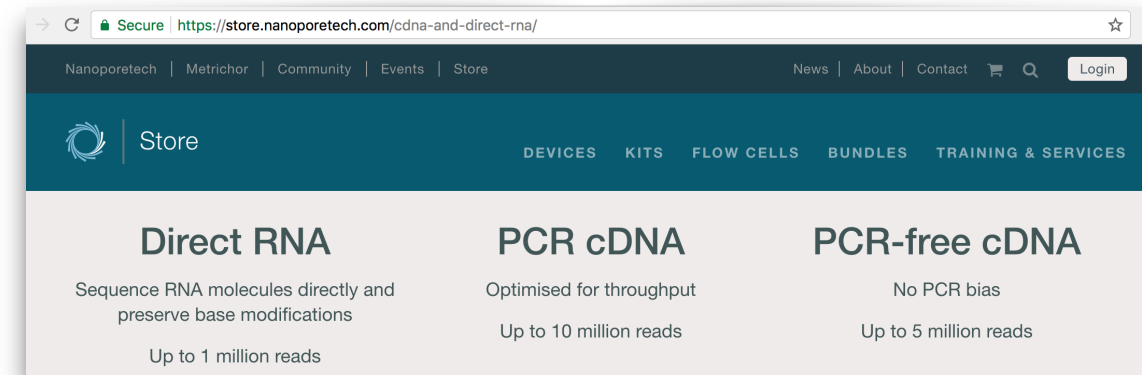 Secure | https://store.nanoporetech.com/cdna-and-direct-rna/
Nanoporetech | Metrichor | Community | Events | Store News | About | Contact Login
Store
DEVICES KITS FLOW CELLS BUNDLES TRAINING & SERVICES
Direct RNA
Sequence RNA molecules directly and
preserve base modifications
Up to 1 million reads
PCR cDNA
Optimised for throughput
Up to 10 million reads
PCR-free cDNA
No PCR bias
Up to 5 million reads